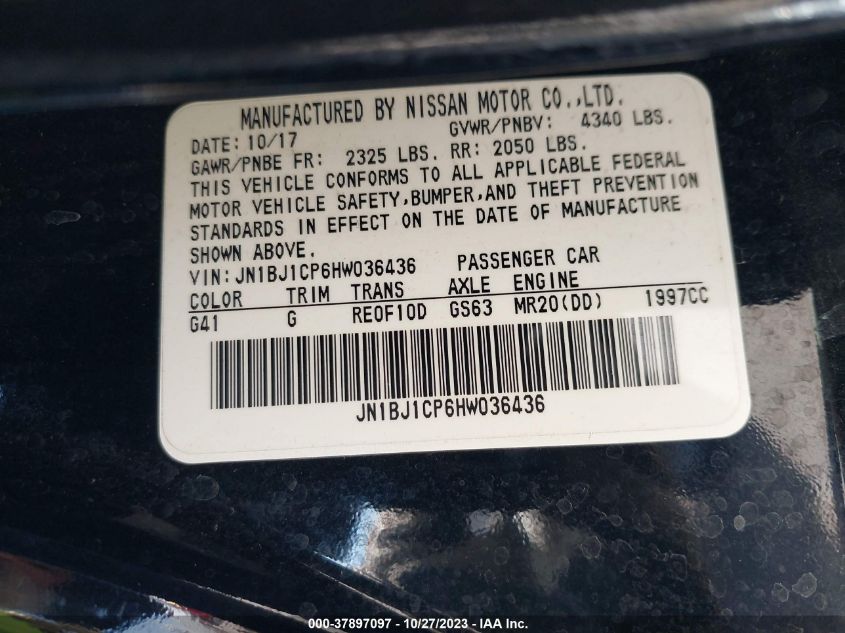 MANUFACTURED BY NISSAN MOTOR CO.,LTD.
DATE: 10/17 GVWR/PNBV: 4340 LBS.
GAWR/PNBE FR: 2325 LBS. RR: 2050 LBS.
THIS VEHICLE CONFORMS TO ALL APPLICABLE FEDERAL
MOTOR VEHICLE SAFETY,BUMPER,AND THEFT PREVENTION
STANDARDS IN EFFECT ON THE DATE OF MANUFACTURE
SHOWN ABOVE.
VIN:JN1BJ1CP6HW036436 PASSENGER CAR
COLOR TRIM TRANS AXLE ENGINE
G41 G RE0F10D GS63 MR20(DD) 1997CC
JN1BJ1CP6HW036436
000-37897097 - 10/27/2023 - IAA Inc.